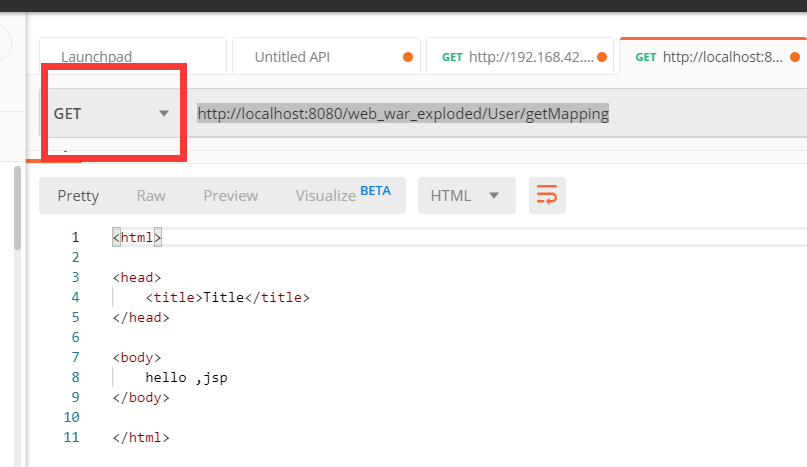 Launchpad
Untitled API
GET http://192.168.42....
GET http://localhost:8...
GET
http://localhost:8080/web_war_exploded/User/getMapping
Pretty
Raw
Preview
Visualize BETA
HTML
1 <html>
2
3 <head>
4 <title>Title</title>
5 </head>
6
7 <body>
8 hello ,jsp
9 </body>
10
11 </html>